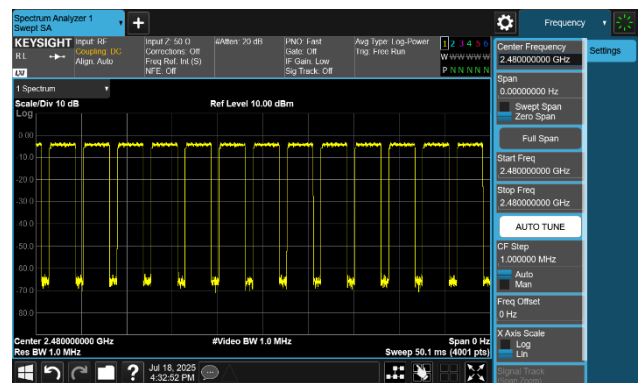 Spectrum Analyzer 1
Swept SA
Frequency
KEYSIGHT
Input: RF
Input Z: 50 Ω
#Atten: 20 dB
PNO: Fast
Avg Type: Log-Power
1 2 3 4 5 6
RL
Coupling: DC
Corrections: Off
Gate: Off
Trig: Free Run
W W W W W W
Align: Auto
Freq Ref: Int (S)
IF Gain: Low
P N N N N N
LXI
NFE: Off
Sig Track: Off
1 Spectrum
Scale/Div 10 dB
Ref Level 10.00 dBm
Log
0.00
-10.0
-20.0
-30.0
-40.0
-50.0
-60.0
-70.0
-80.0
Center 2.480000000 GHz
#Video BW 1.0 MHz
Span 0 Hz
Res BW 1.0 MHz
Sweep 50.1 ms (4001 pts)
Center Frequency
2.480000000 GHz
Settings
Span
0.00000000 Hz
Swept Span
Zero Span
Full Span
Start Freq
2.480000000 GHz
Stop Freq
2.480000000 GHz
AUTO TUNE
CF Step
1.000000 MHz
Auto
Man
Freq Offset
0 Hz
X Axis Scale
Log
Lin
Signal Track
(Span Zoom)
?
Jul 18, 2025
4:32:52 PM